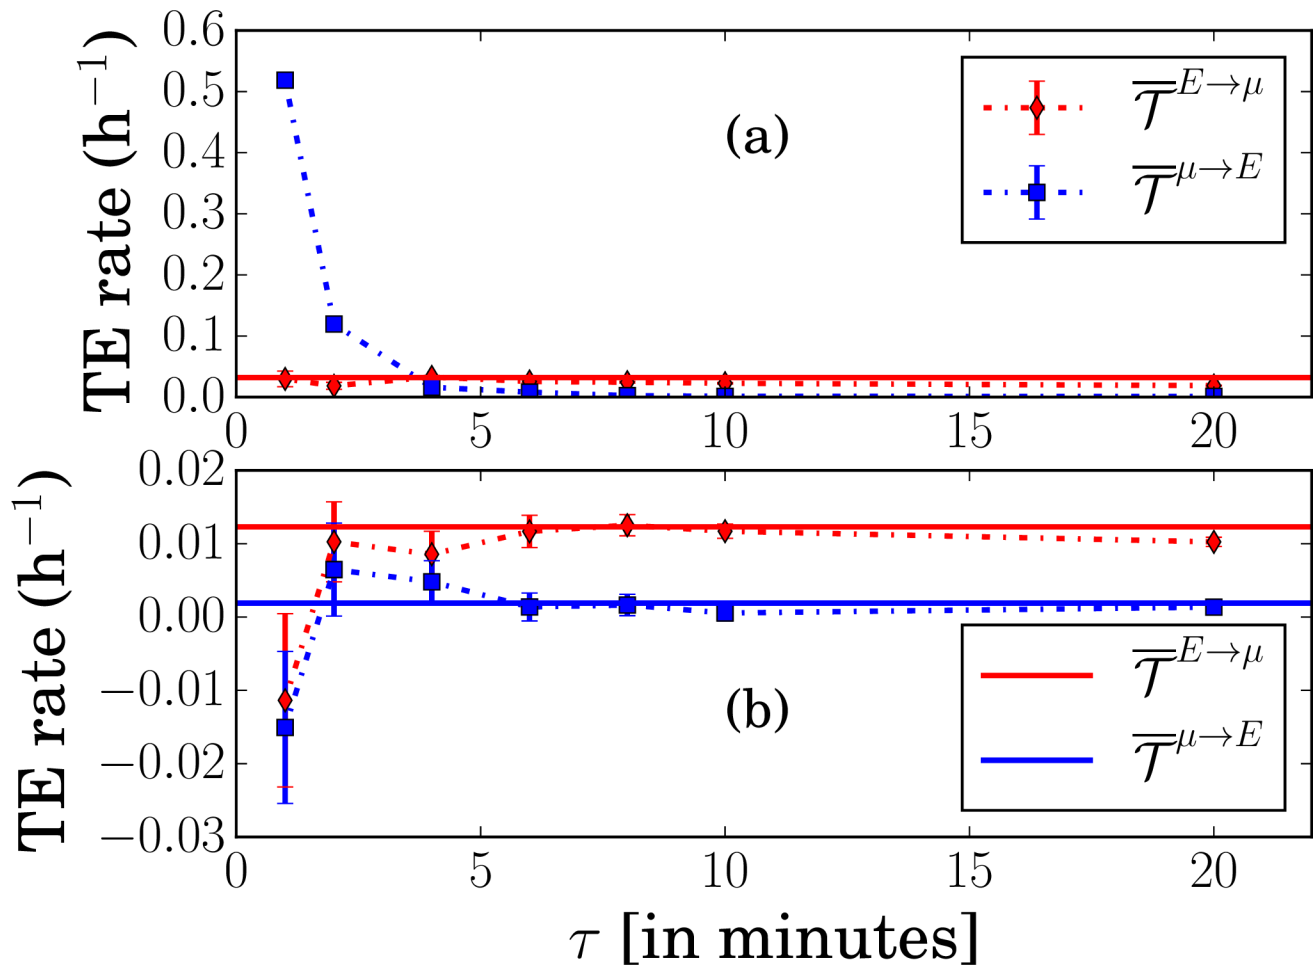 TE rate (h⁻¹)
0.6
0.5
0.4
0.3
0.2
0.1
0.0
(a)
𝒯̅^{E→μ}
𝒯̅^{μ→E}
0 5 10 15 20
TE rate (h⁻¹)
0.02
0.01
0.00
−0.01
−0.02
−0.03
(b)
𝒯̅^{E→μ}
𝒯̅^{μ→E}
0 5 10 15 20
τ [in minutes]